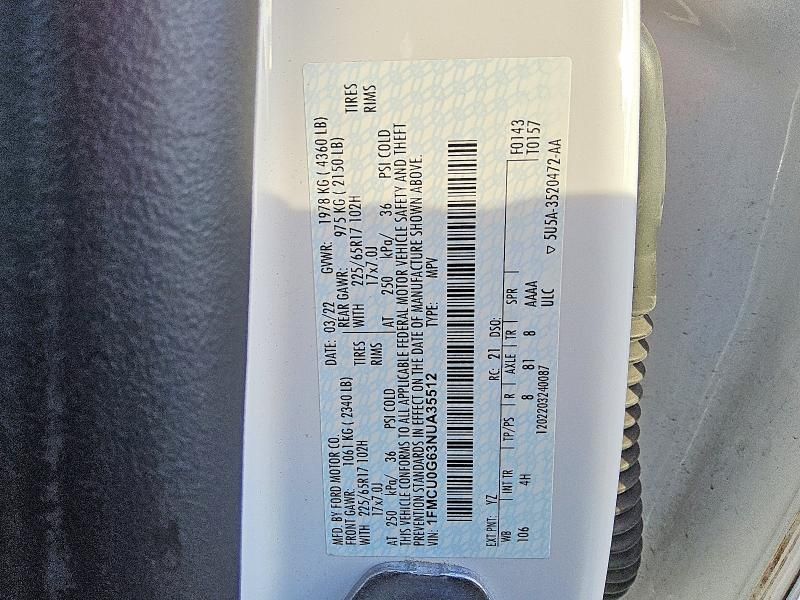 MFD. BY FORD MOTOR CO. DATE: 03/22 GVWR: 1978 KG ( 4360 LB)
FRONT GAWR: 1061 KG ( 2340 LB) REAR GAWR: 975 KG ( 2150 LB)
WITH 225/65R17 102H TIRES WITH 225/65R17 102H TIRES
17x7.0J RIMS 17x7.0J RIMS
AT 250 kPa/ 36 PSI COLD AT 250 kPa/ 36 PSI COLD
THIS VEHICLE CONFORMS TO ALL APPLICABLE FEDERAL MOTOR VEHICLE SAFETY AND THEFT
PREVENTION STANDARDS IN EFFECT ON THE DATE OF MANUFACTURE SHOWN ABOVE.
VIN: 1FMCU0G63NUA35512 TYPE: MPV
EXT PNT: YZ RC: 21 DSO: F0143
WB INT TR TP/PS R AXLE TR SPR T0157
106 4H 8 81 8 AAAA
1202203240087 ULC
▽ 5U5A-3520472-AA